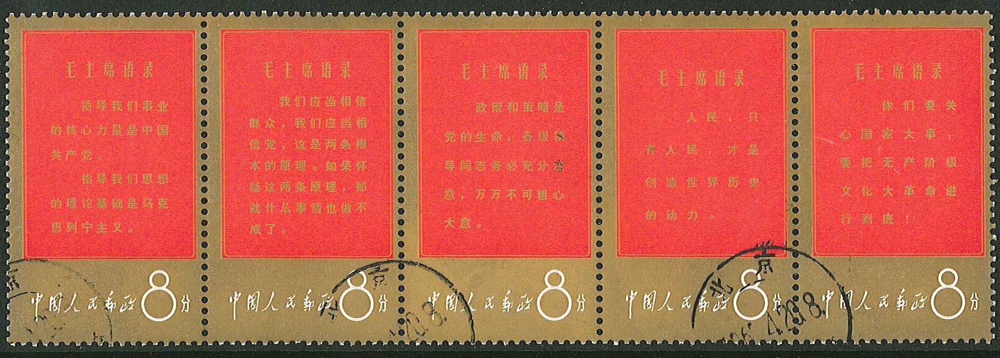 毛主席语录
领导我们事业
的核心力量是中国
共产党。
指导我们思想
的理论基础是马克
思列宁主义。
中国人民邮政8分
毛主席语录
我们应当相信
群众，我们应当相
信党，这是两条根
本的原理。如果怀
疑这两条原理，那
就什么事情也做不
成了。
中国人民邮政8分
毛主席语录
政策和策略是
党的生命，各级领
导同志务必充分注
意，万万不可粗心
大意。
中国人民邮政8分
毛主席语录
人民，只
有人民，才是
创造世界历史
的动力。
中国人民邮政8分
毛主席语录
你们要关
心国家大事，
要把无产阶级
文化大革命进
行到底！
中国人民邮政8分
京
北京
20.8
北京
4.20.8